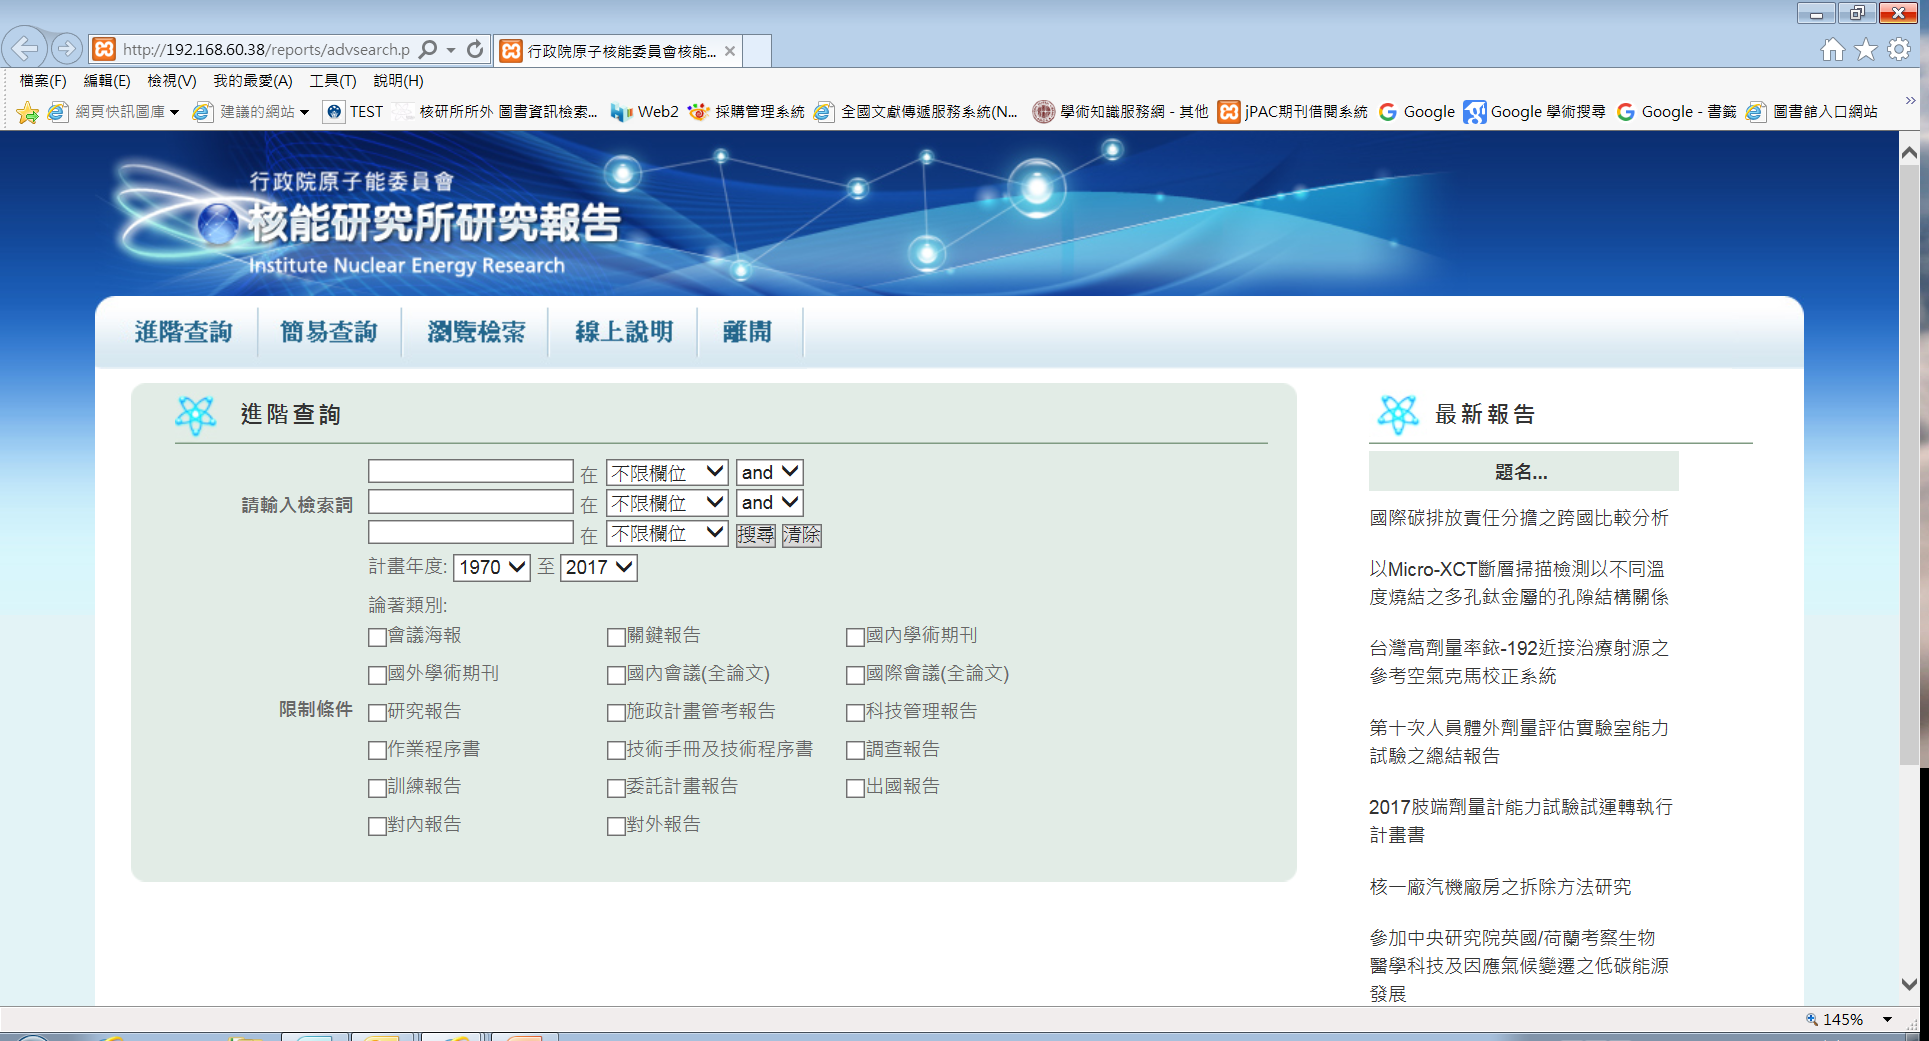 http://192.168.60.38/reports/advsearch.p
行政院原子核能委員會核能...
檔案(F) 編輯(E) 檢視(V) 我的最愛(A) 工具(T) 說明(H)
網頁快訊圖庫 建議的網站 TEST 核研所所外 圖書資訊檢索... Web2 採購管理系統 全國文獻傳遞服務系統(N... 學術知識服務網 - 其他 jPAC期刊借閱系統 Google Google 學術搜尋 Google - 書籤 圖書館入口網站
行政院原子能委員會
核能研究所研究報告
Institute Nuclear Energy Research
進階查詢 簡易查詢 瀏覽檢索 線上說明 離開
進階查詢
請輸入檢索詞
在 不限欄位 and
在 不限欄位 and
在 不限欄位 搜尋 清除
計畫年度: 1970 至 2017
論著類別:
限制條件
會議海報 關鍵報告 國內學術期刊
國外學術期刊 國內會議(全論文) 國際會議(全論文)
研究報告 施政計畫管考報告 科技管理報告
作業程序書 技術手冊及技術程序書 調查報告
訓練報告 委託計畫報告 出國報告
對內報告 對外報告
最新報告
題名...
國際碳排放責任分擔之跨國比較分析
以Micro-XCT斷層掃描檢測以不同溫
度燒結之多孔鈦金屬的孔隙結構關係
台灣高劑量率銥-192近接治療射源之
參考空氣克馬校正系統
第十次人員體外劑量評估實驗室能力
試驗之總結報告
2017肢端劑量計能力試驗試運轉執行
計畫書
核一廠汽機廠房之拆除方法研究
參加中央研究院英國/荷蘭考察生物
醫學科技及因應氣候變遷之低碳能源
發展
145%